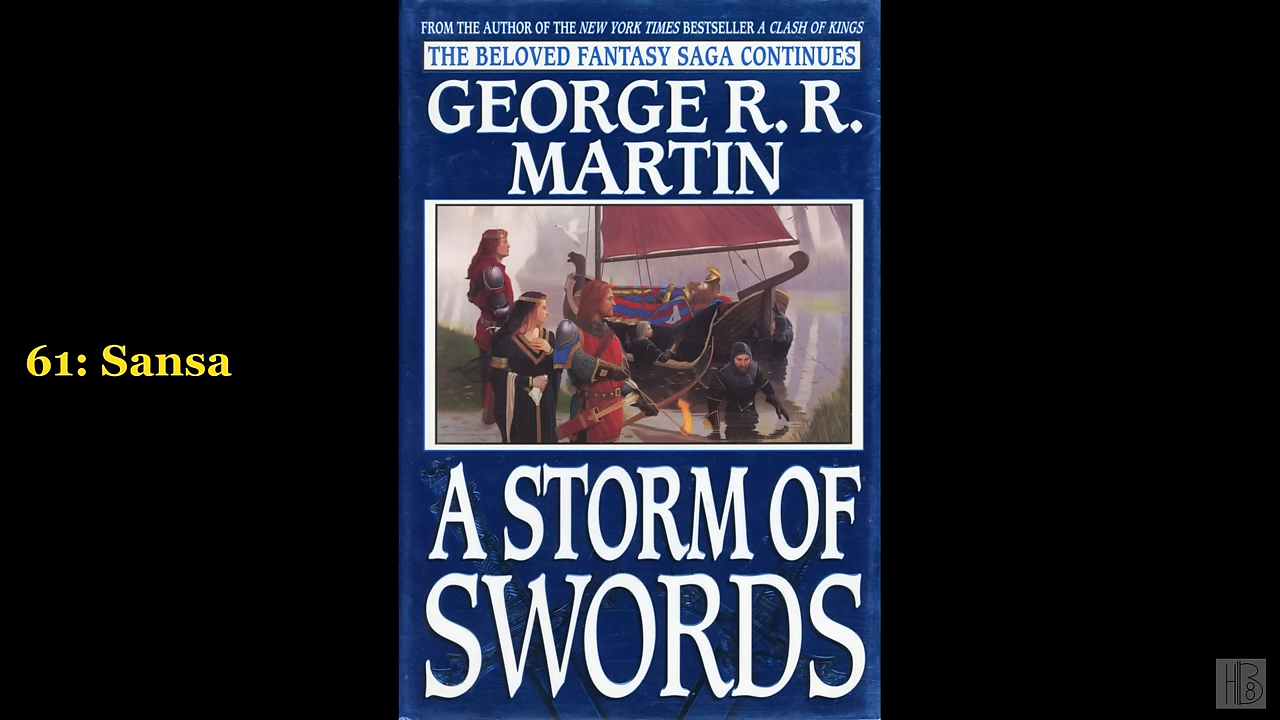 FROM THE AUTHOR OF THE NEW YORK TIMES BESTSELLER A CLASH OF KINGS
THE BELOVED FANTASY SAGA CONTINUES
GEORGE R. R.
MARTIN
61: Sansa
A STORM OF
SWORDS